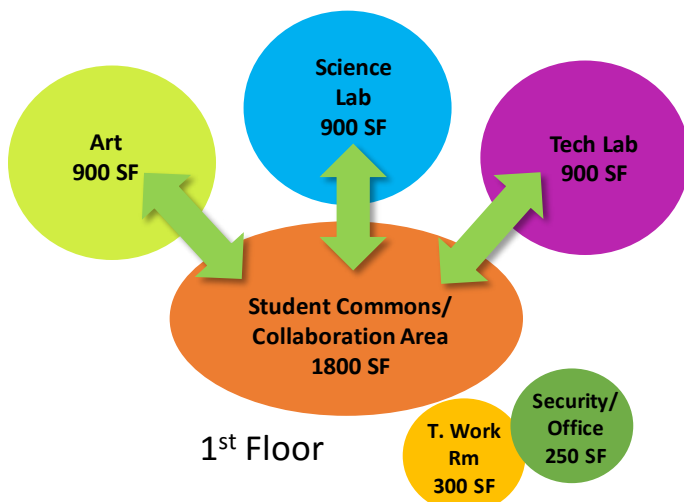 Science
Lab
900 SF
Art
900 SF
Tech Lab
900 SF
Student Commons/
Collaboration Area
1800 SF
1st Floor
T. Work
Rm
300 SF
Security/
Office
250 SF